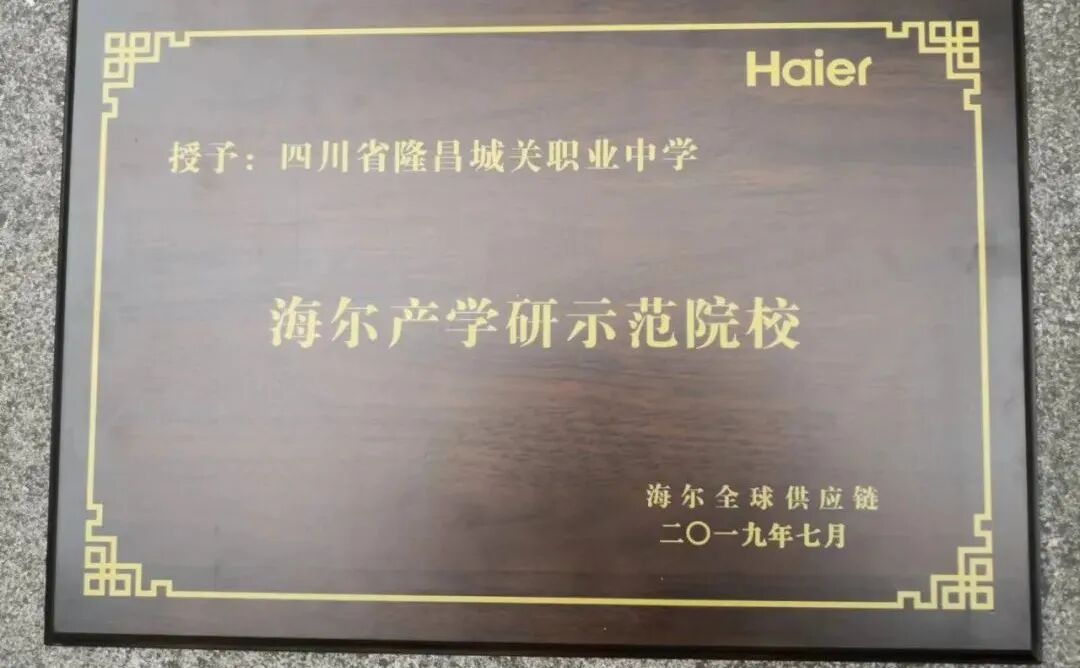 Haier
授予：四川省隆昌城关职业中学
海尔产学研示范院校
海尔全球供应链
二〇一九年七月